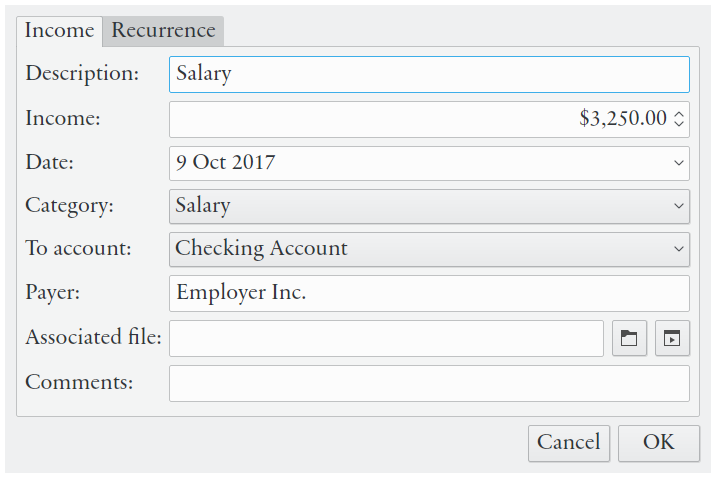 Income Recurrence
Description: Salary
Income: $3,250.00
Date: 9 Oct 2017
Category: Salary
To account: Checking Account
Payer: Employer Inc.
Associated file:
Comments:
Cancel OK